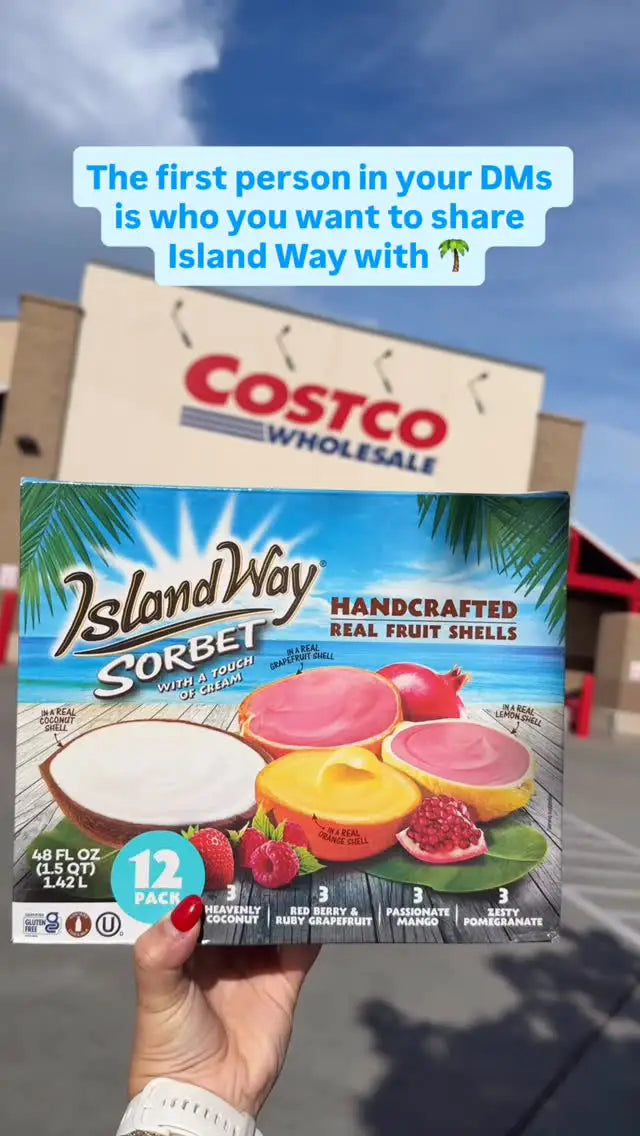 The first person in your DMs
is who you want to share
Island Way with 🌴
COSTCO
WHOLESALE
Island Way®
SORBET
WITH A TOUCH
OF CREAM
HANDCRAFTED
REAL FRUIT SHELLS
IN A REAL
GRAPEFRUIT SHELL
IN A REAL
COCONUT
SHELL
IN A REAL
LEMON SHELL
IN A REAL
ORANGE SHELL
48 FL OZ
(1.5 QT)
1.42 L
12
PACK
GLUTEN
FREE
U
3
HEAVENLY
COCONUT
3
RED BERRY &
RUBY GRAPEFRUIT
3
PASSIONATE
MANGO
3
ZESTY
POMEGRANATE